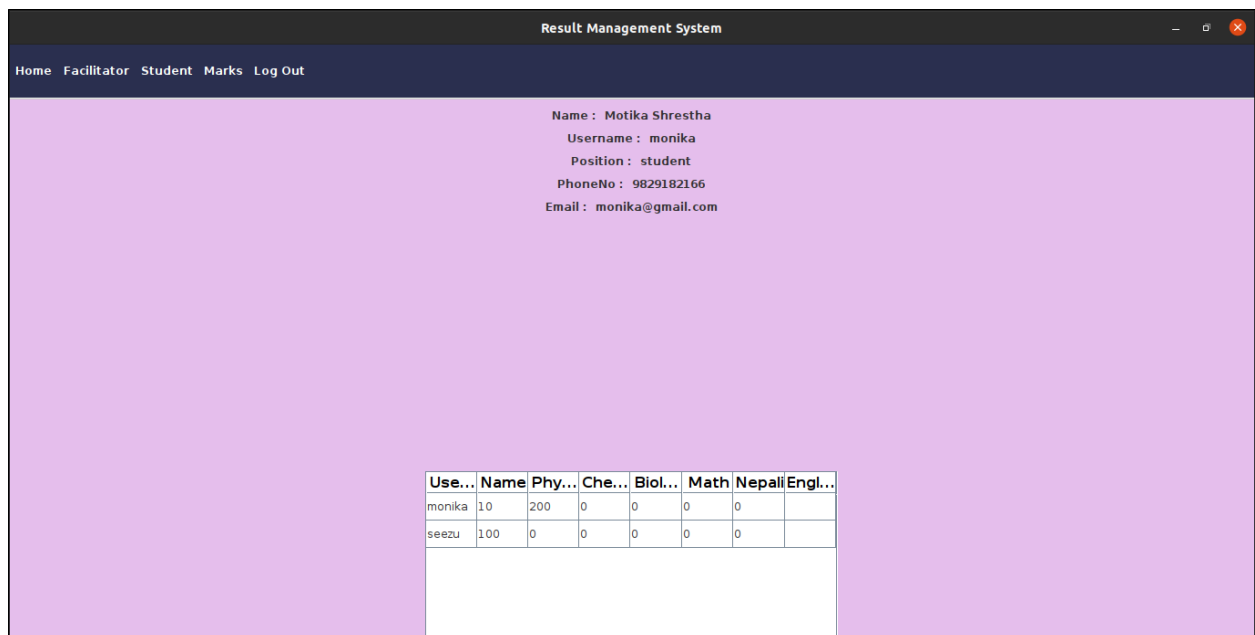 Result Management System
Home Facilitator Student Marks Log Out
Name : Motika Shrestha
Username : monika
Position : student
PhoneNo : 9829182166
Email : monika@gmail.com
Use... Name Phy... Che... Biol... Math Nepali Engl...
monika 10 200 0 0 0 0
seezu 100 0 0 0 0 0